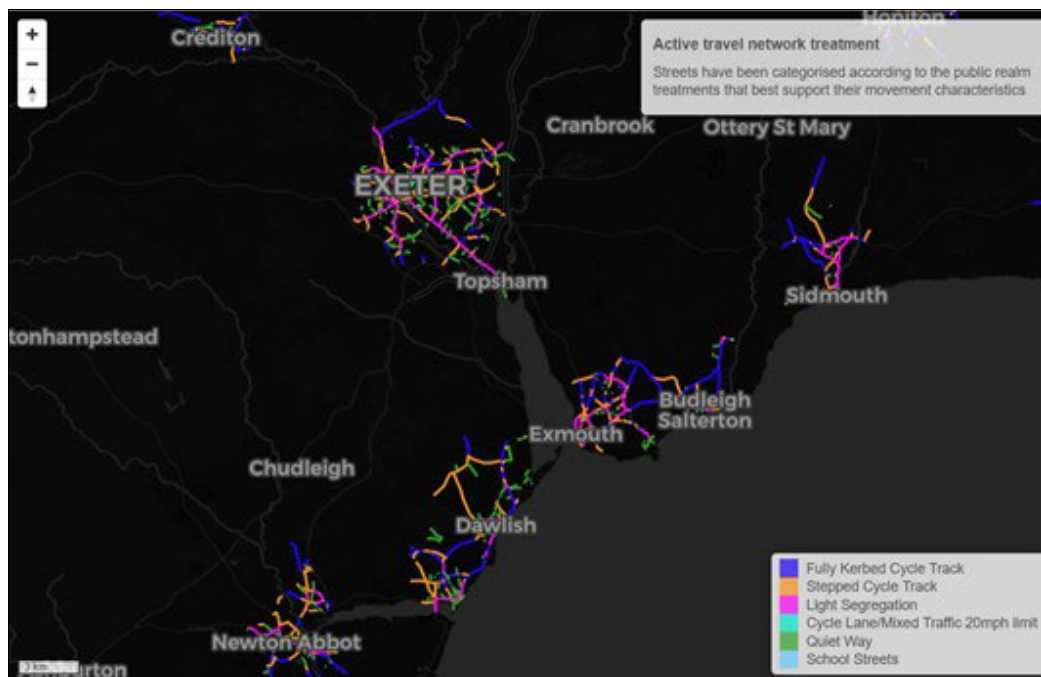 +
−
Crediton
Honiton
Active travel network treatment
Streets have been categorised according to the public realm
treatments that best support their movement characteristics
Cranbrook
Ottery St Mary
EXETER
Topsham
Sidmouth
tonhampstead
Budleigh
Salterton
Exmouth
Chudleigh
Dawlish
Fully Kerbed Cycle Track
Stepped Cycle Track
Light Segregation
Cycle Lane/Mixed Traffic 20mph limit
Quiet Way
School Streets
Newton Abbot